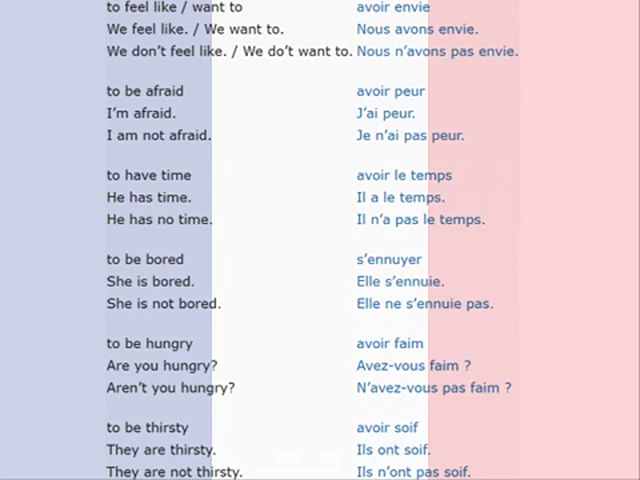 to feel like / want to avoir envie
We feel like. / We want to. Nous avons envie.
We don’t feel like. / We do’t want to. Nous n’avons pas envie.
to be afraid avoir peur
I’m afraid. J’ai peur.
I am not afraid. Je n’ai pas peur.
to have time avoir le temps
He has time. Il a le temps.
He has no time. Il n’a pas le temps.
to be bored s’ennuyer
She is bored. Elle s’ennuie.
She is not bored. Elle ne s’ennuie pas.
to be hungry avoir faim
Are you hungry? Avez-vous faim ?
Aren’t you hungry? N’avez-vous pas faim ?
to be thirsty avoir soif
They are thirsty. Ils ont soif.
They are not thirsty. Ils n’ont pas soif.